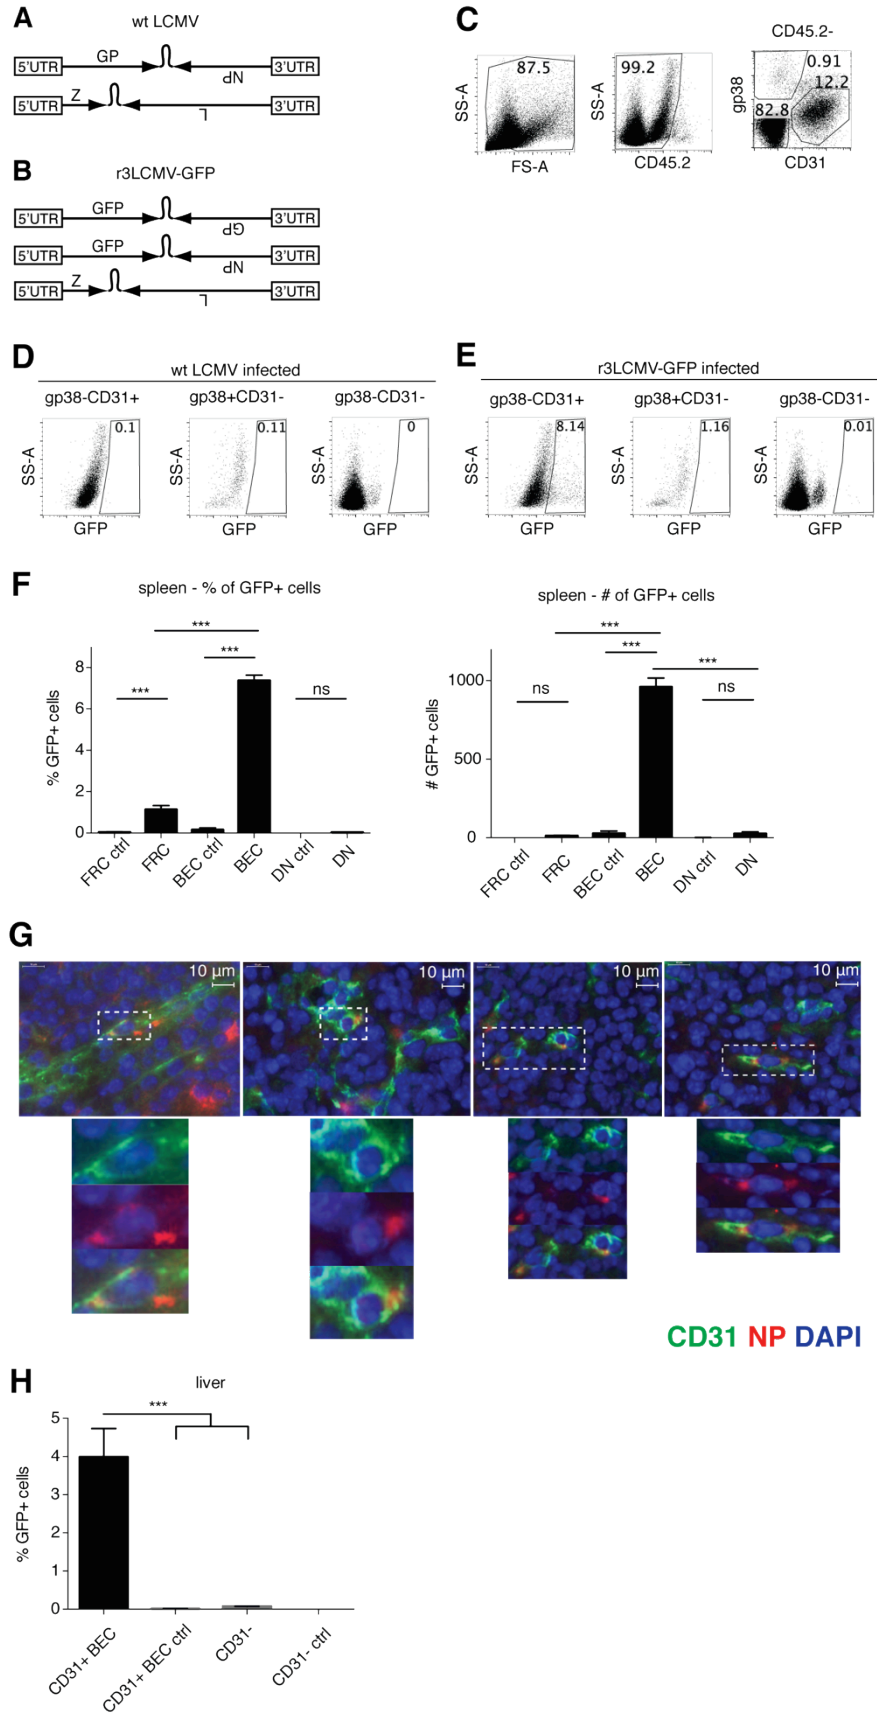 A
wt LCMV
5'UTR GP NP 3'UTR
5'UTR Z L 3'UTR
B
r3LCMV-GFP
5'UTR GFP GP 3'UTR
5'UTR GFP NP 3'UTR
5'UTR Z L 3'UTR
C
CD45.2-
87.5
SS-A
FS-A
99.2
SS-A
CD45.2
0.91
12.2
82.8
gp38
CD31
D
wt LCMV infected
gp38-CD31+ gp38+CD31- gp38-CD31-
0.1 0.11 0
SS-A SS-A SS-A
GFP GFP GFP
E
r3LCMV-GFP infected
gp38-CD31+ gp38+CD31- gp38-CD31-
8.14 1.16 0.01
SS-A SS-A SS-A
GFP GFP GFP
F
spleen - % of GFP+ cells
***
***
*** ns
8
6
4
2
0
% GFP+ cells
FRC ctrl FRC BEC ctrl BEC DN ctrl DN
spleen - # of GFP+ cells
***
***
***
ns ns
1000
500
0
# GFP+ cells
FRC ctrl FRC BEC ctrl BEC DN ctrl DN
G
10 µm 10 µm 10 µm 10 µm
CD31 NP DAPI
H
liver
***
5
4
3
2
1
0
% GFP+ cells
CD31+ BEC CD31+ BEC ctrl CD31- CD31- ctrl